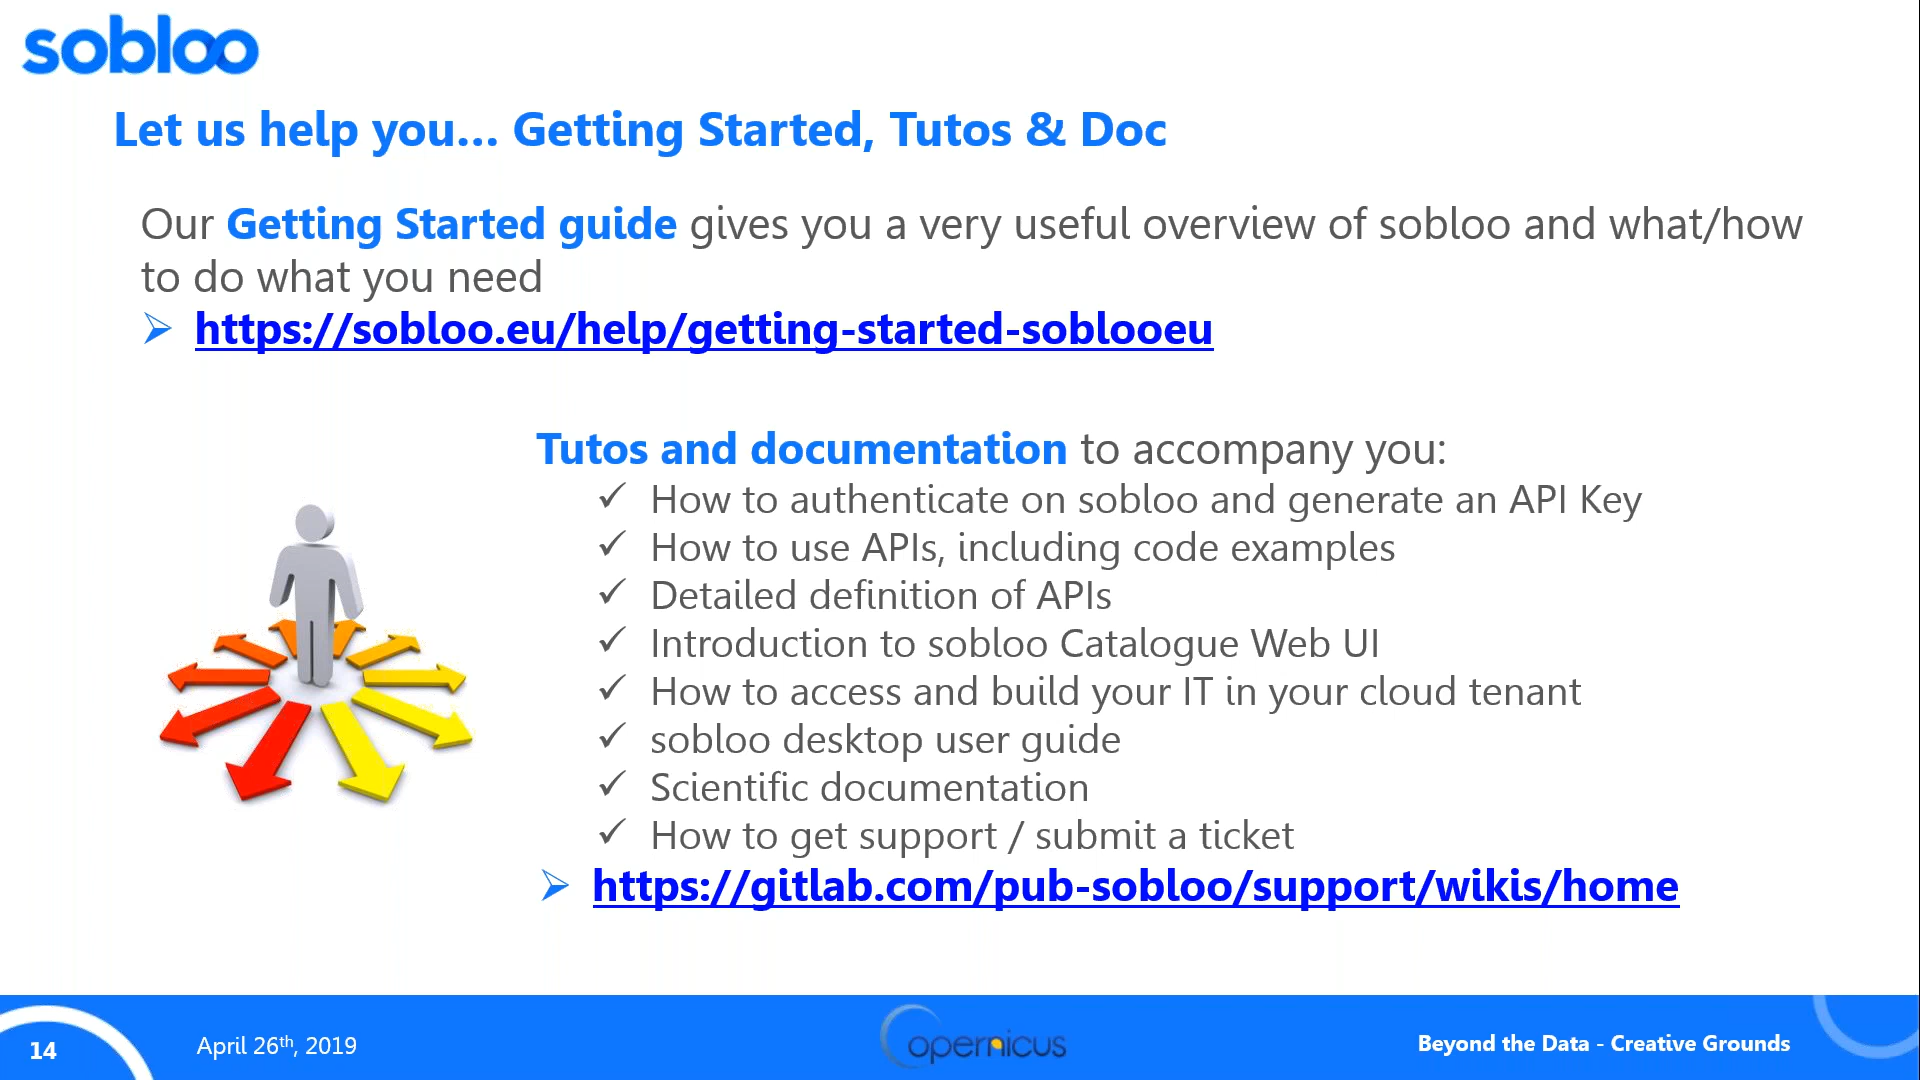 sobloo
Let us help you... Getting Started, Tutos & Doc
Our Getting Started guide gives you a very useful overview of sobloo and what/how
to do what you need
➢ https://sobloo.eu/help/getting-started-soblooeu
Tutos and documentation to accompany you:
✓ How to authenticate on sobloo and generate an API Key
✓ How to use APIs, including code examples
✓ Detailed definition of APIs
✓ Introduction to sobloo Catalogue Web UI
✓ How to access and build your IT in your cloud tenant
✓ sobloo desktop user guide
✓ Scientific documentation
✓ How to get support / submit a ticket
➢ https://gitlab.com/pub-sobloo/support/wikis/home
14
April 26th, 2019
Copernicus
Beyond the Data - Creative Grounds